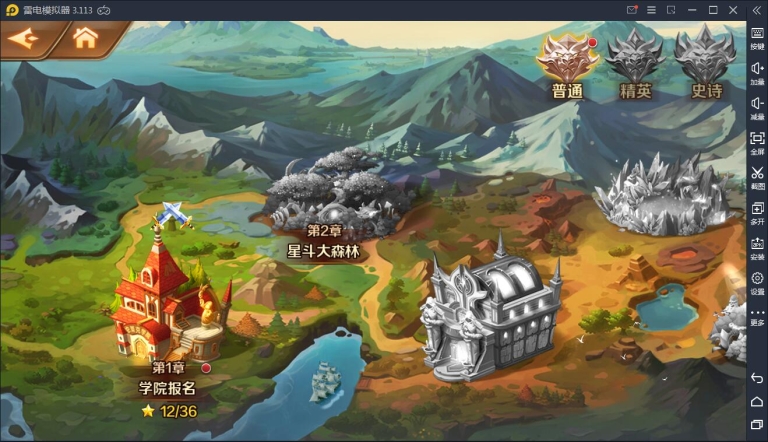 雷电模拟器 3.113
普通
精英
史诗
第2章
星斗大森林
第1章
学院报名
12/36
按键
加量
减量
全屏
截图
多开
安装
设置
更多